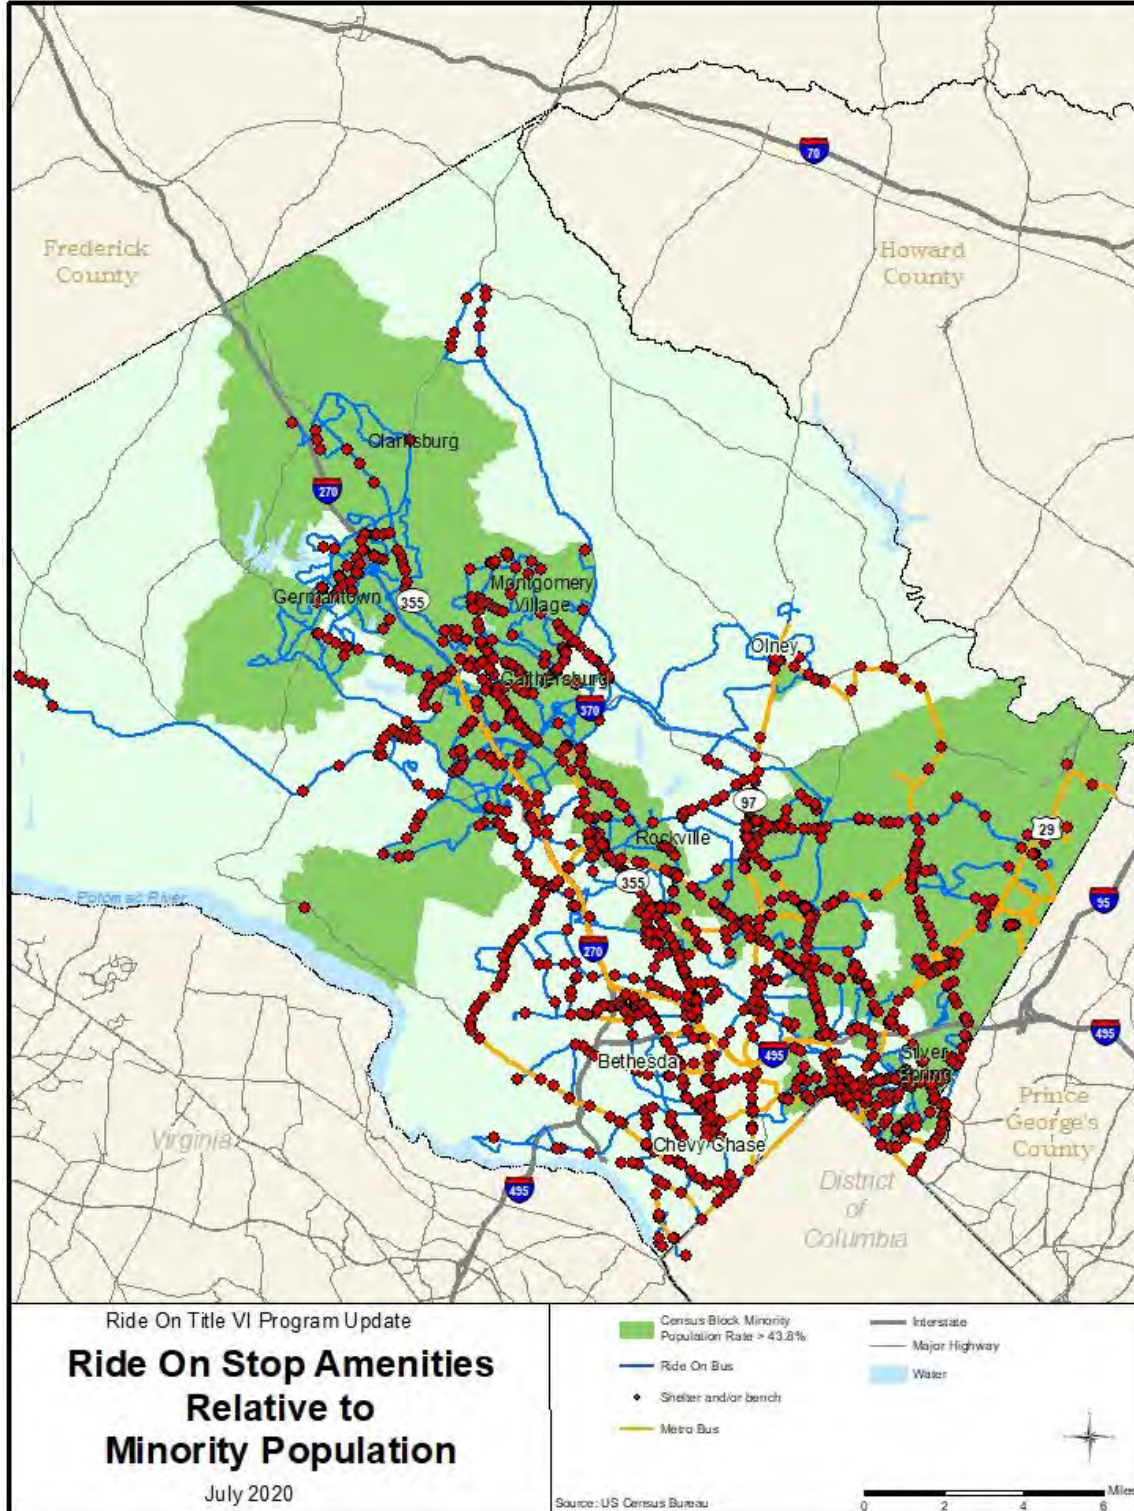 70
Frederick
County
Howard
County
Clarksburg
270
Germantown
355
Montgomery
Village
Olney
Gaithersburg
370
97
29
Rockville
355
Potomac River
95
270
495
Bethesda
495
Silver
Spring
Prince
George's
County
Virginia
Chevy Chase
495
District
of
Columbia
Ride On Title VI Program Update
Ride On Stop Amenities
Relative to
Minority Population
July 2020
Census Block Minority
Population Rate > 43.8%
Ride On Bus
Shelter and/or bench
Metro Bus
Interstate
Major Highway
Water
Source: US Census Bureau
Miles
0 2 4 6